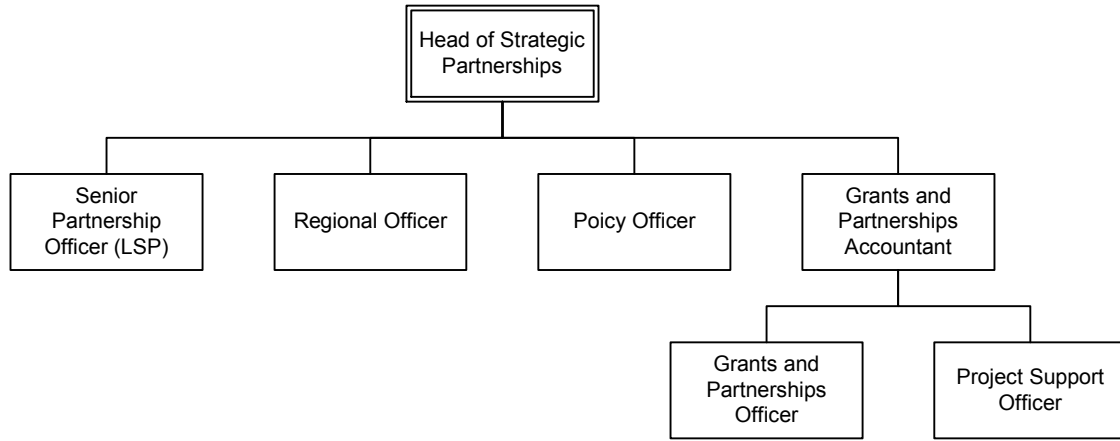 Head of Strategic
Partnerships
Senior
Partnership
Officer (LSP)
Regional Officer
Poicy Officer
Grants and
Partnerships
Accountant
Grants and
Partnerships
Officer
Project Support
Officer